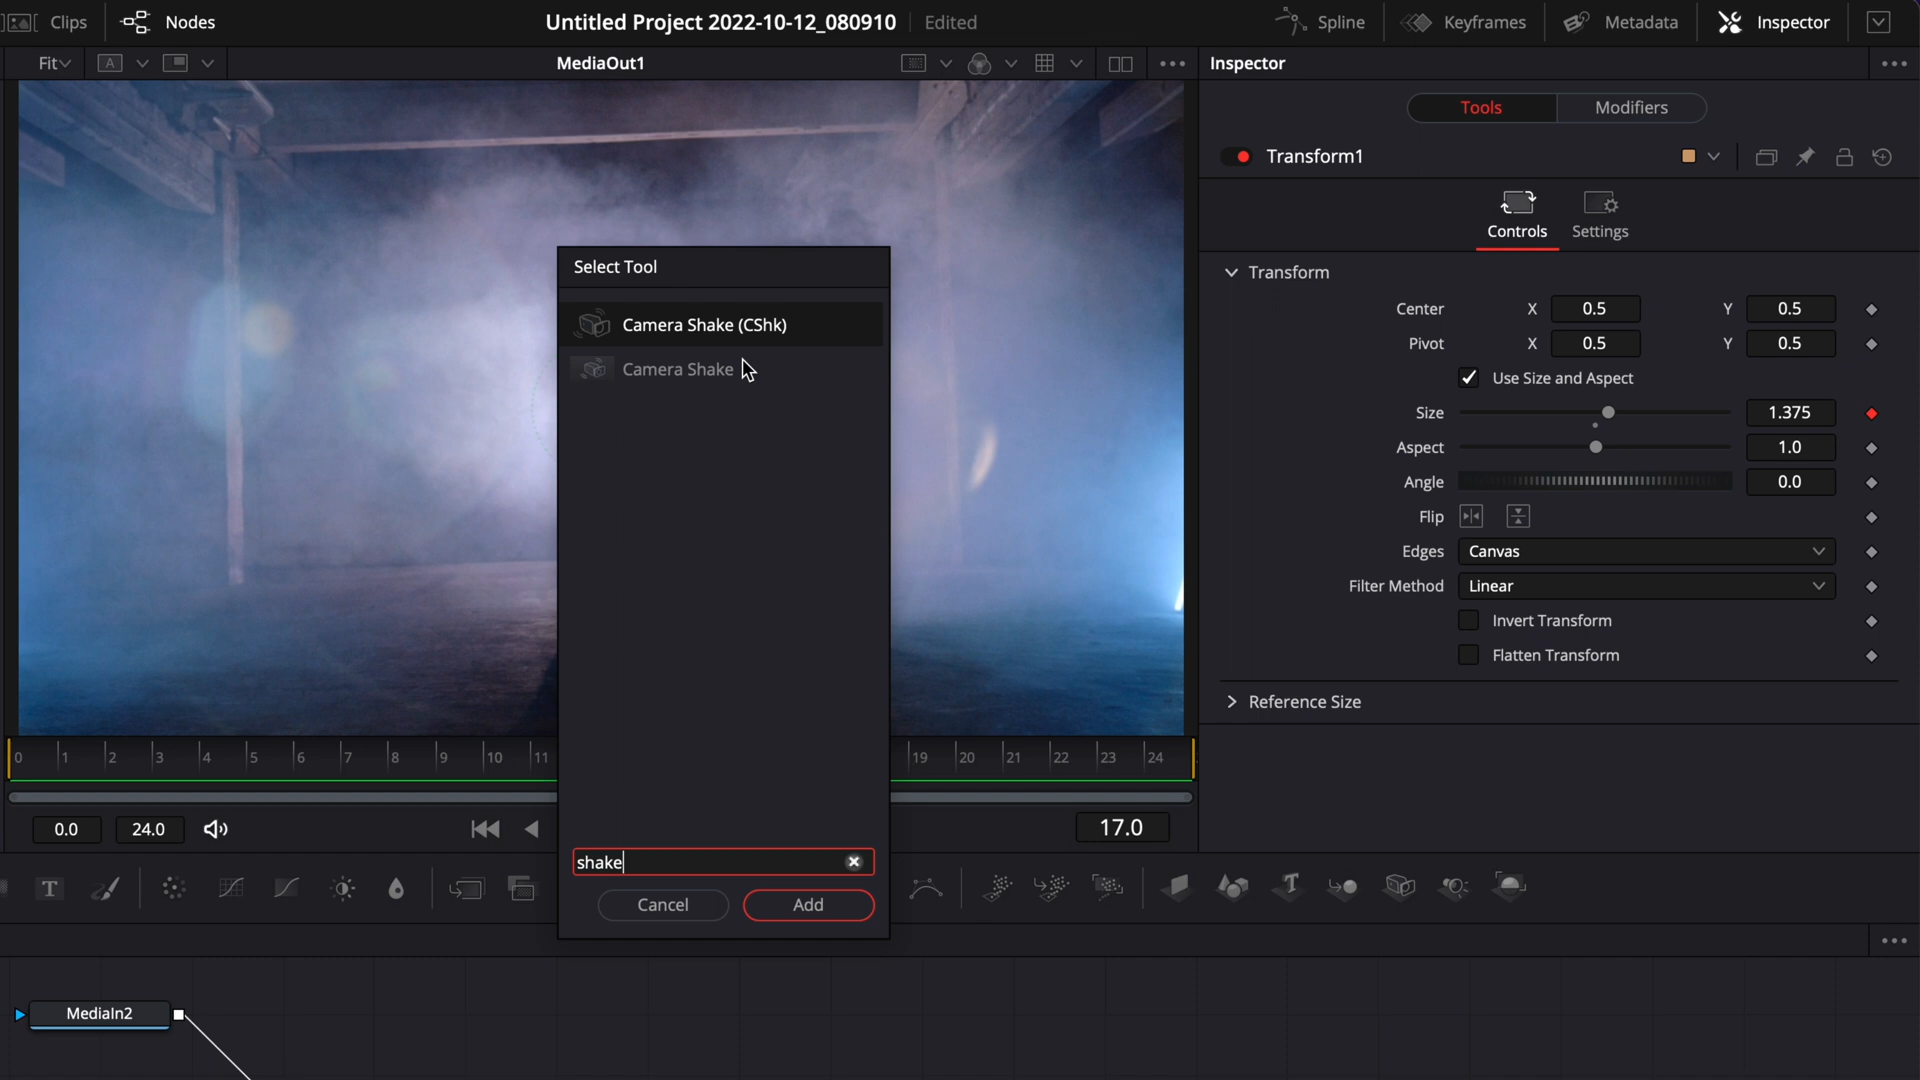 Clips
Nodes
Untitled Project 2022-10-12_080910
Edited
Spline
Keyframes
Metadata
Inspector
Fit
A
MediaOut1
Inspector
Tools
Modifiers
Transform1
Controls
Settings
Transform
Center X 0.5 Y 0.5
Pivot X 0.5 Y 0.5
Use Size and Aspect
Size 1.375
Aspect 1.0
Angle 0.0
Flip
Edges Canvas
Filter Method Linear
Invert Transform
Flatten Transform
Reference Size
Select Tool
Camera Shake (CShk)
Camera Shake
shake
Cancel
Add
0 1 2 3 4 5 6 7 8 9 10 11 19 20 21 22 23 24
0.0
24.0
17.0
T
T
MediaIn2